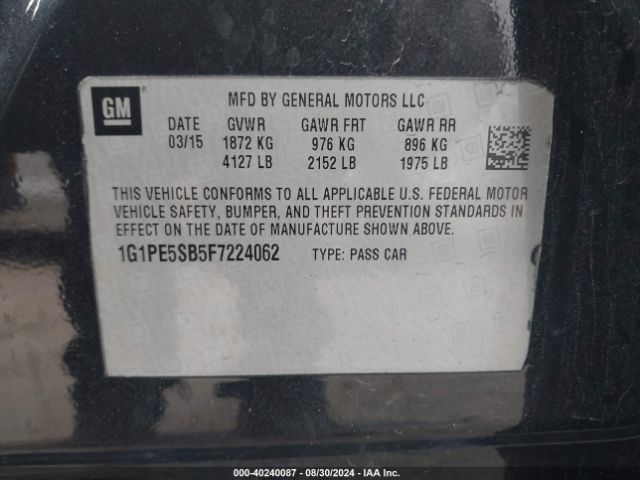 GM
MFD BY GENERAL MOTORS LLC
DATE GVWR GAWR FRT GAWR RR
03/15 1872 KG 976 KG 896 KG
4127 LB 2152 LB 1975 LB
THIS VEHICLE CONFORMS TO ALL APPLICABLE U.S. FEDERAL MOTOR
VEHICLE SAFETY, BUMPER, AND THEFT PREVENTION STANDARDS IN
EFFECT ON THE DATE OF MANUFACTURE SHOWN ABOVE.
1G1PE5SB5F7224062 TYPE: PASS CAR
000-40240087 - 08/30/2024 - IAA Inc.